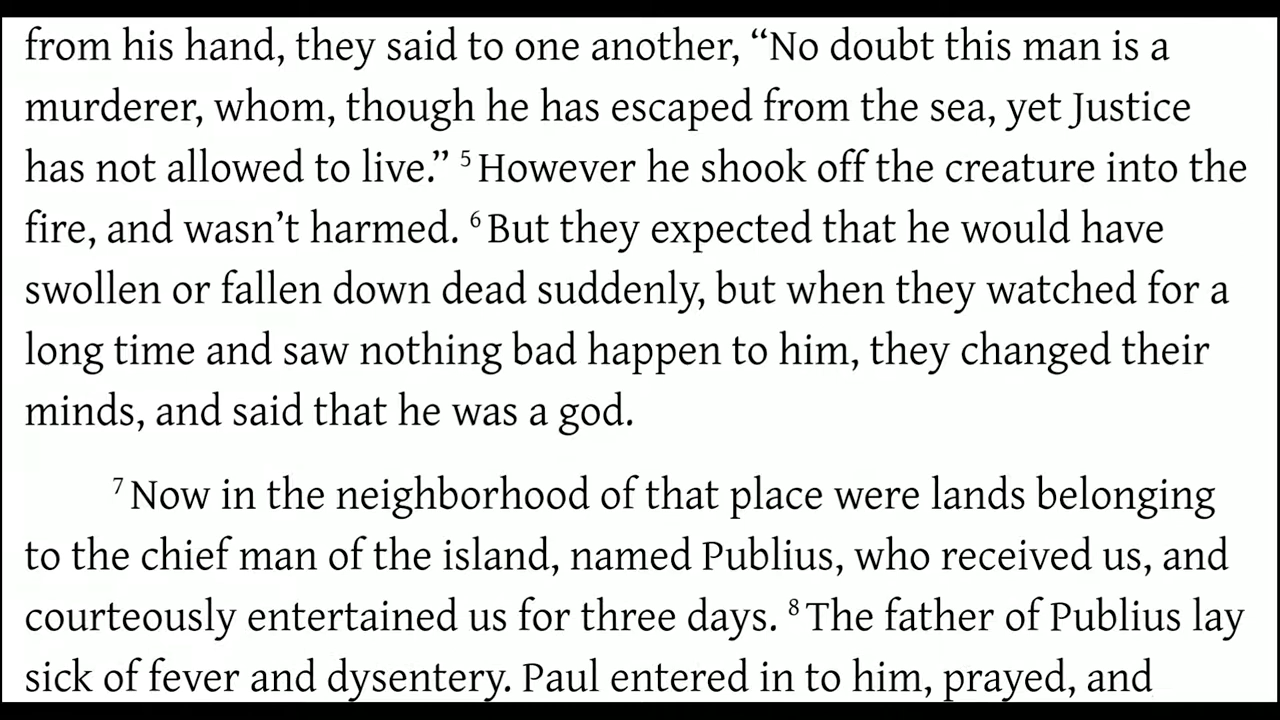 from his hand, they said to one another, “No doubt this man is a
murderer, whom, though he has escaped from the sea, yet Justice
has not allowed to live.” 5 However he shook off the creature into the
fire, and wasn’t harmed. 6 But they expected that he would have
swollen or fallen down dead suddenly, but when they watched for a
long time and saw nothing bad happen to him, they changed their
minds, and said that he was a god.
7 Now in the neighborhood of that place were lands belonging
to the chief man of the island, named Publius, who received us, and
courteously entertained us for three days. 8 The father of Publius lay
sick of fever and dysentery. Paul entered in to him, prayed, and